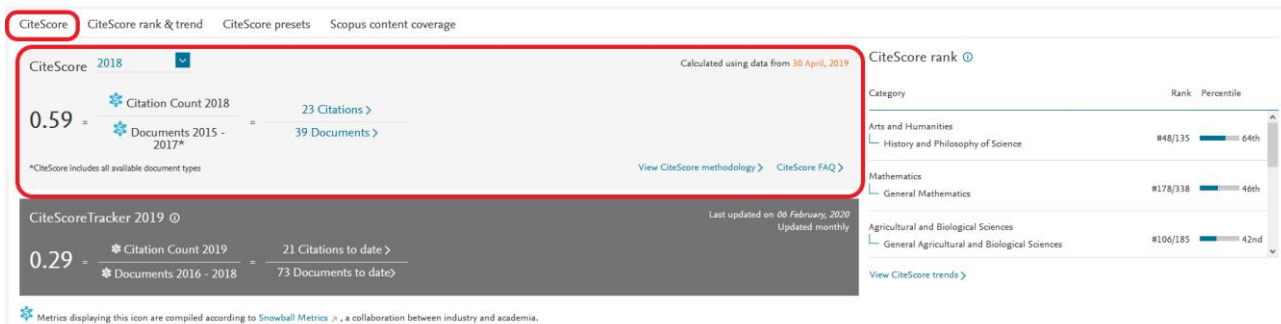 CiteScore CiteScore rank & trend CiteScore presets Scopus content coverage
CiteScore 2018
Calculated using data from 30 April, 2019
0.59 = Citation Count 2018 = 23 Citations >
Documents 2015 - 39 Documents >
2017*
*CiteScore includes all available document types
View CiteScore methodology > CiteScore FAQ >
CiteScoreTracker 2019
Last updated on 06 February, 2020
Updated monthly
0.29 = Citation Count 2019 = 21 Citations to date >
Documents 2016 - 2018 73 Documents to date>
Metrics displaying this icon are compiled according to Snowball Metrics ↗ , a collaboration between industry and academia.
CiteScore rank
Category Rank Percentile
Arts and Humanities
History and Philosophy of Science #48/135 64th
Mathematics
General Mathematics #178/338 46th
Agricultural and Biological Sciences
General Agricultural and Biological Sciences #106/185 42nd
View CiteScore trends >